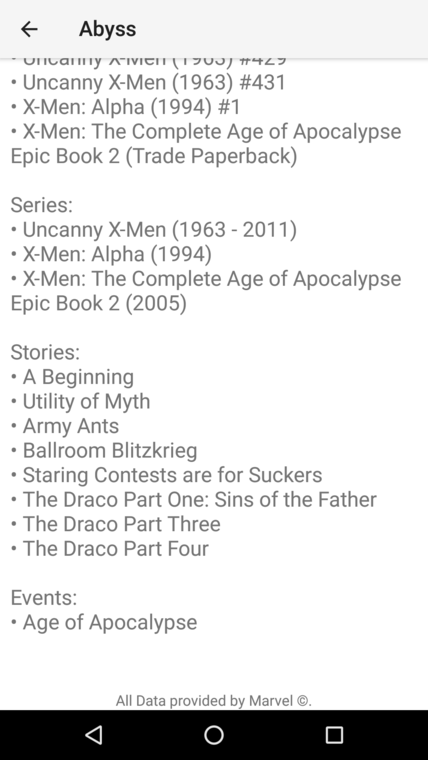 Abyss
• Uncanny X-Men (1963) #429
• Uncanny X-Men (1963) #431
• X-Men: Alpha (1994) #1
• X-Men: The Complete Age of Apocalypse
Epic Book 2 (Trade Paperback)
Series:
• Uncanny X-Men (1963 - 2011)
• X-Men: Alpha (1994)
• X-Men: The Complete Age of Apocalypse
Epic Book 2 (2005)
Stories:
• A Beginning
• Utility of Myth
• Army Ants
• Ballroom Blitzkrieg
• Staring Contests are for Suckers
• The Draco Part One: Sins of the Father
• The Draco Part Three
• The Draco Part Four
Events:
• Age of Apocalypse
All Data provided by Marvel ©.